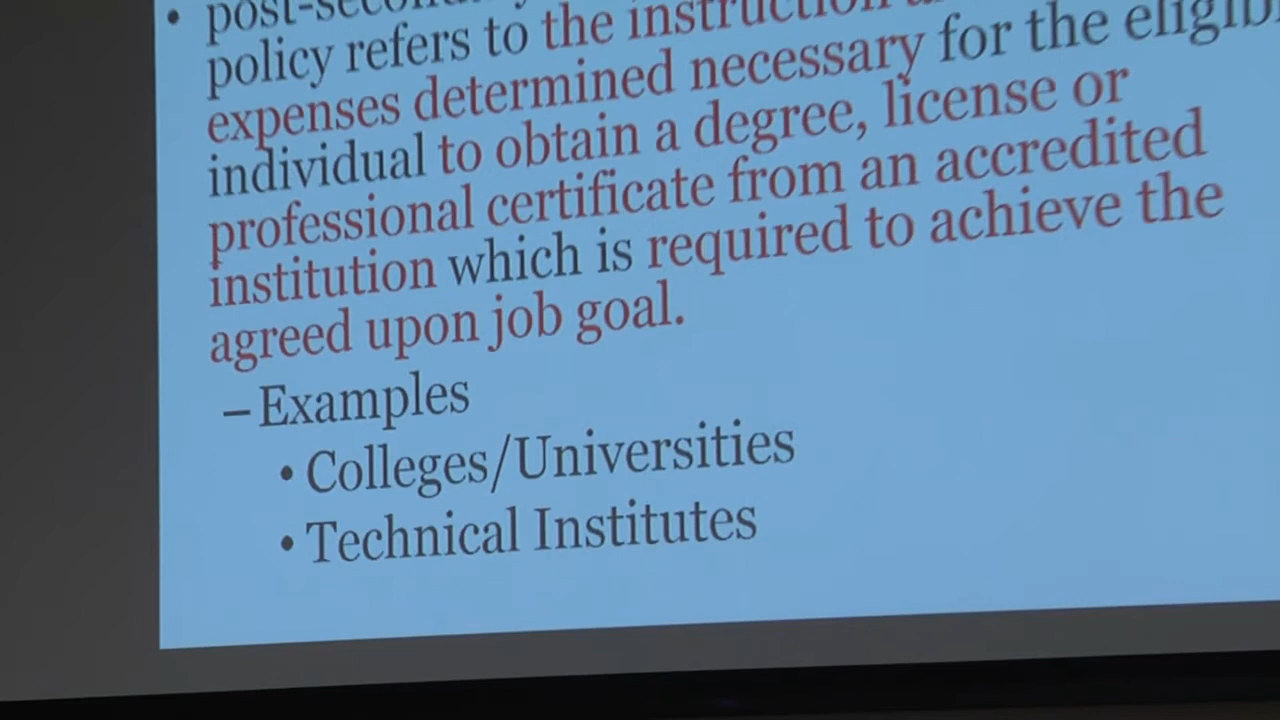 policy refers to the instruction
expenses determined necessary for the
individual to obtain a degree, license or
professional certificate from an accredited
institution which is required to achieve the
agreed upon job goal.
– Examples
• Colleges/Universities
• Technical Institutes